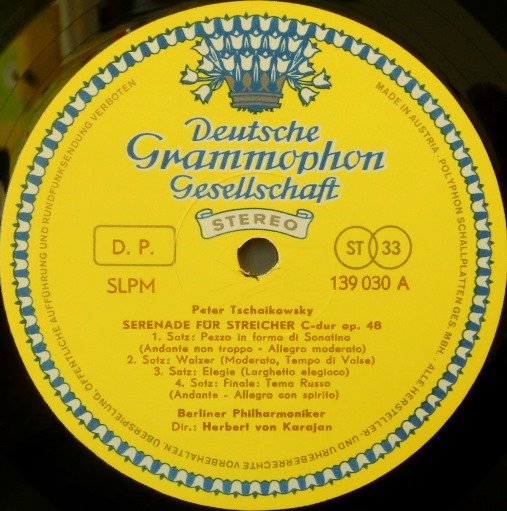 Deutsche
Grammophon
Gesellschaft
STEREO
D. P.
ST 33
SLPM
139 030 A
Peter Tschaikowsky
SERENADE FÜR STREICHER C-dur op. 48
1. Satz: Pezzo in forma di Sonatina
(Andante non troppo - Allegro moderato)
2. Satz: Walzer (Moderato, Tempo di Valse)
3. Satz: Elegie (Larghetto elegiaco)
4. Satz: Finale: Tema Russo
(Andante - Allegro con spirito)
Berliner Philharmoniker
Dir.: Herbert von Karajan
MADE IN AUSTRIA. POLYPHON SCHALLPLATTEN GES. MBH. ALLE HERSTELLER- UND URHEBERRECHTE VORBEHALTEN. ÜBERSPIELUNG, ÖFFENTLICHE AUFFÜHRUNG UND RUNDFUNKSENDUNG VERBOTEN